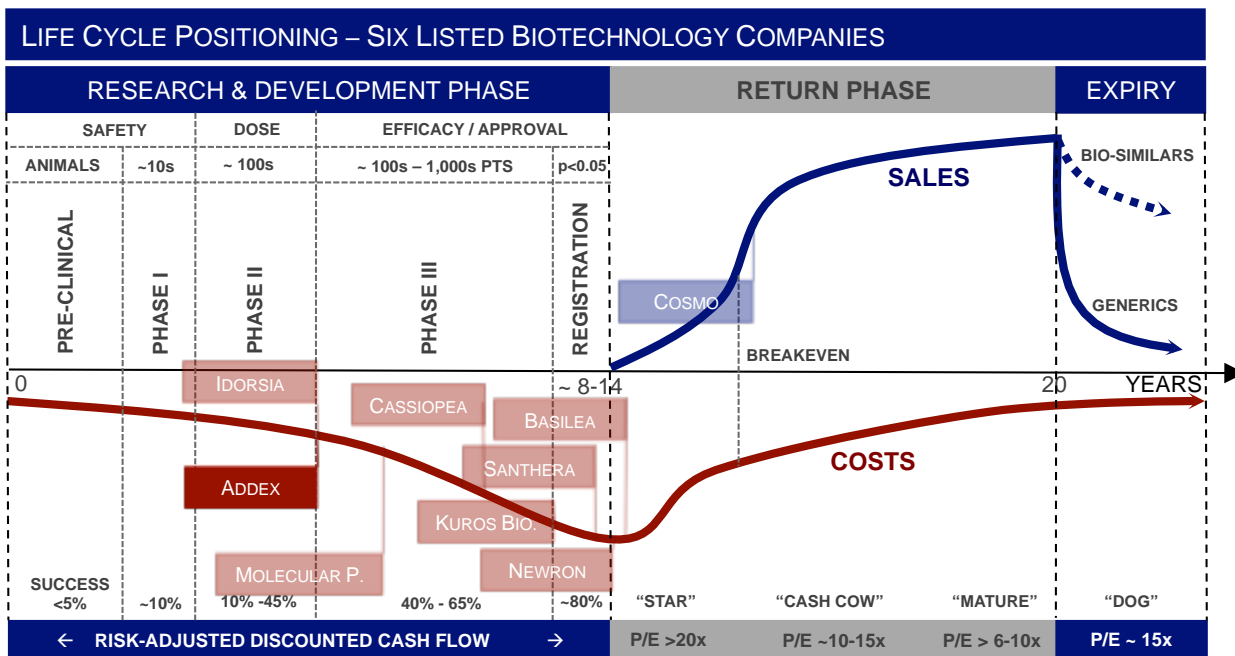 LIFE CYCLE POSITIONING – SIX LISTED BIOTECHNOLOGY COMPANIES
RESEARCH & DEVELOPMENT PHASE
RETURN PHASE
EXPIRY
SAFETY
DOSE
EFFICACY / APPROVAL
ANIMALS
~10s
~ 100s
~ 100s – 1,000s PTS
p<0.05
PRE-CLINICAL
PHASE I
PHASE II
PHASE III
REGISTRATION
SALES
BIO-SIMILARS
GENERICS
COSMO
BREAKEVEN
0
~ 8-14
20
YEARS
IDORSIA
CASSIOPEA
BASILEA
SANTHERA
ADDEX
KUROS BIO.
MOLECULAR P.
NEWRON
COSTS
SUCCESS
<5%
~10%
10% -45%
40% - 65%
~80%
“STAR”
“CASH COW”
“MATURE”
“DOG”
← RISK-ADJUSTED DISCOUNTED CASH FLOW →
P/E >20x
P/E ~10-15x
P/E > 6-10x
P/E ~ 15x